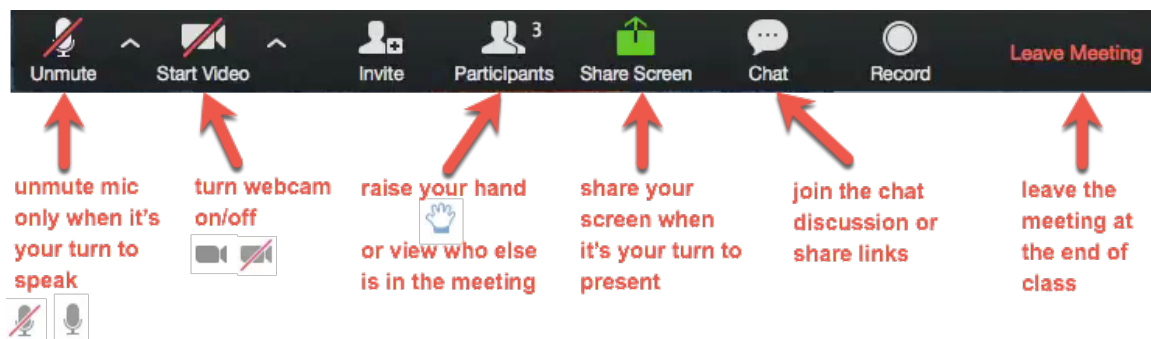 Unmute
Start Video
Invite
Participants
3
Share Screen
Chat
Record
Leave Meeting
unmute mic
only when it's
your turn to
speak
turn webcam
on/off
raise your hand
or view who else
is in the meeting
share your
screen when
it's your turn to
present
join the chat
discussion or
share links
leave the
meeting at
the end of
class